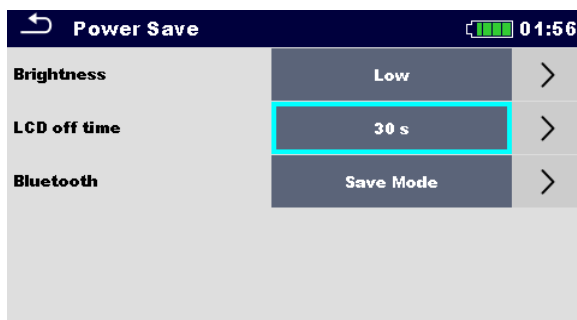 Power Save 01:56
Brightness Low
LCD off time 30 s
Bluetooth Save Mode